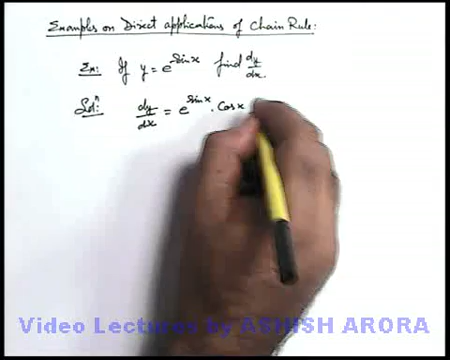 Examples on Direct applications of Chain Rule:
Ex: If y = e^sinx find dy/dx.
Solⁿ dy/dx = e^sinx . Cosx
Video Lectures by ASHISH ARORA